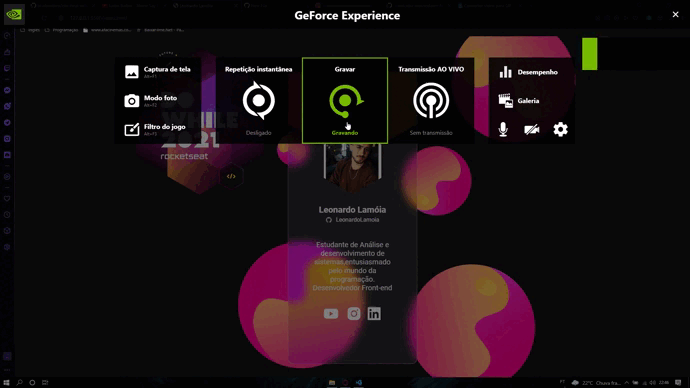 GeForce Experience
Captura de tela
Alt+F1
Modo foto
Alt+F2
Filtro do jogo
Alt+F3
Repetição instantânea
Desligado
Gravar
Gravando
Transmissão AO VIVO
Sem transmissão
Desempenho
Galeria
WHILE
2021
rocketseat
</>
Leonardo Lamóia
LeonardoLamoia
Estudante de Análise e
desenvolvimento de
sistemas,entusiasmado
pelo mundo da
programação.
Desenvolvedor Front-end
22°C Chuva fra...